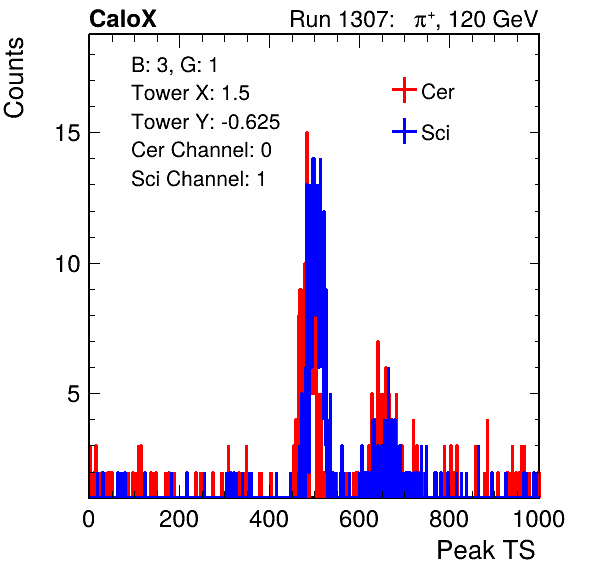 CaloX
Run 1307: π⁺, 120 GeV
Counts
B: 3, G: 1
Tower X: 1.5
Tower Y: -0.625
Cer Channel: 0
Sci Channel: 1
Cer
Sci
15
10
5
0 200 400 600 800 1000
Peak TS